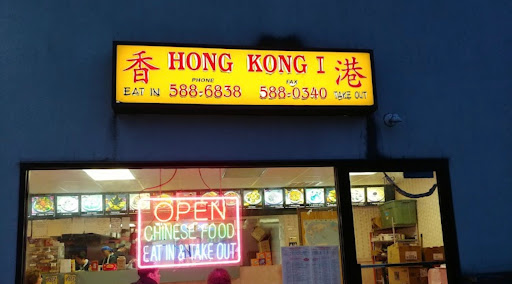 香 HONG KONG I 港
PHONE FAX
EAT IN 588-6838 588-0340 TAKE OUT
OPEN
CHINESE FOOD
EAT IN & TAKE OUT